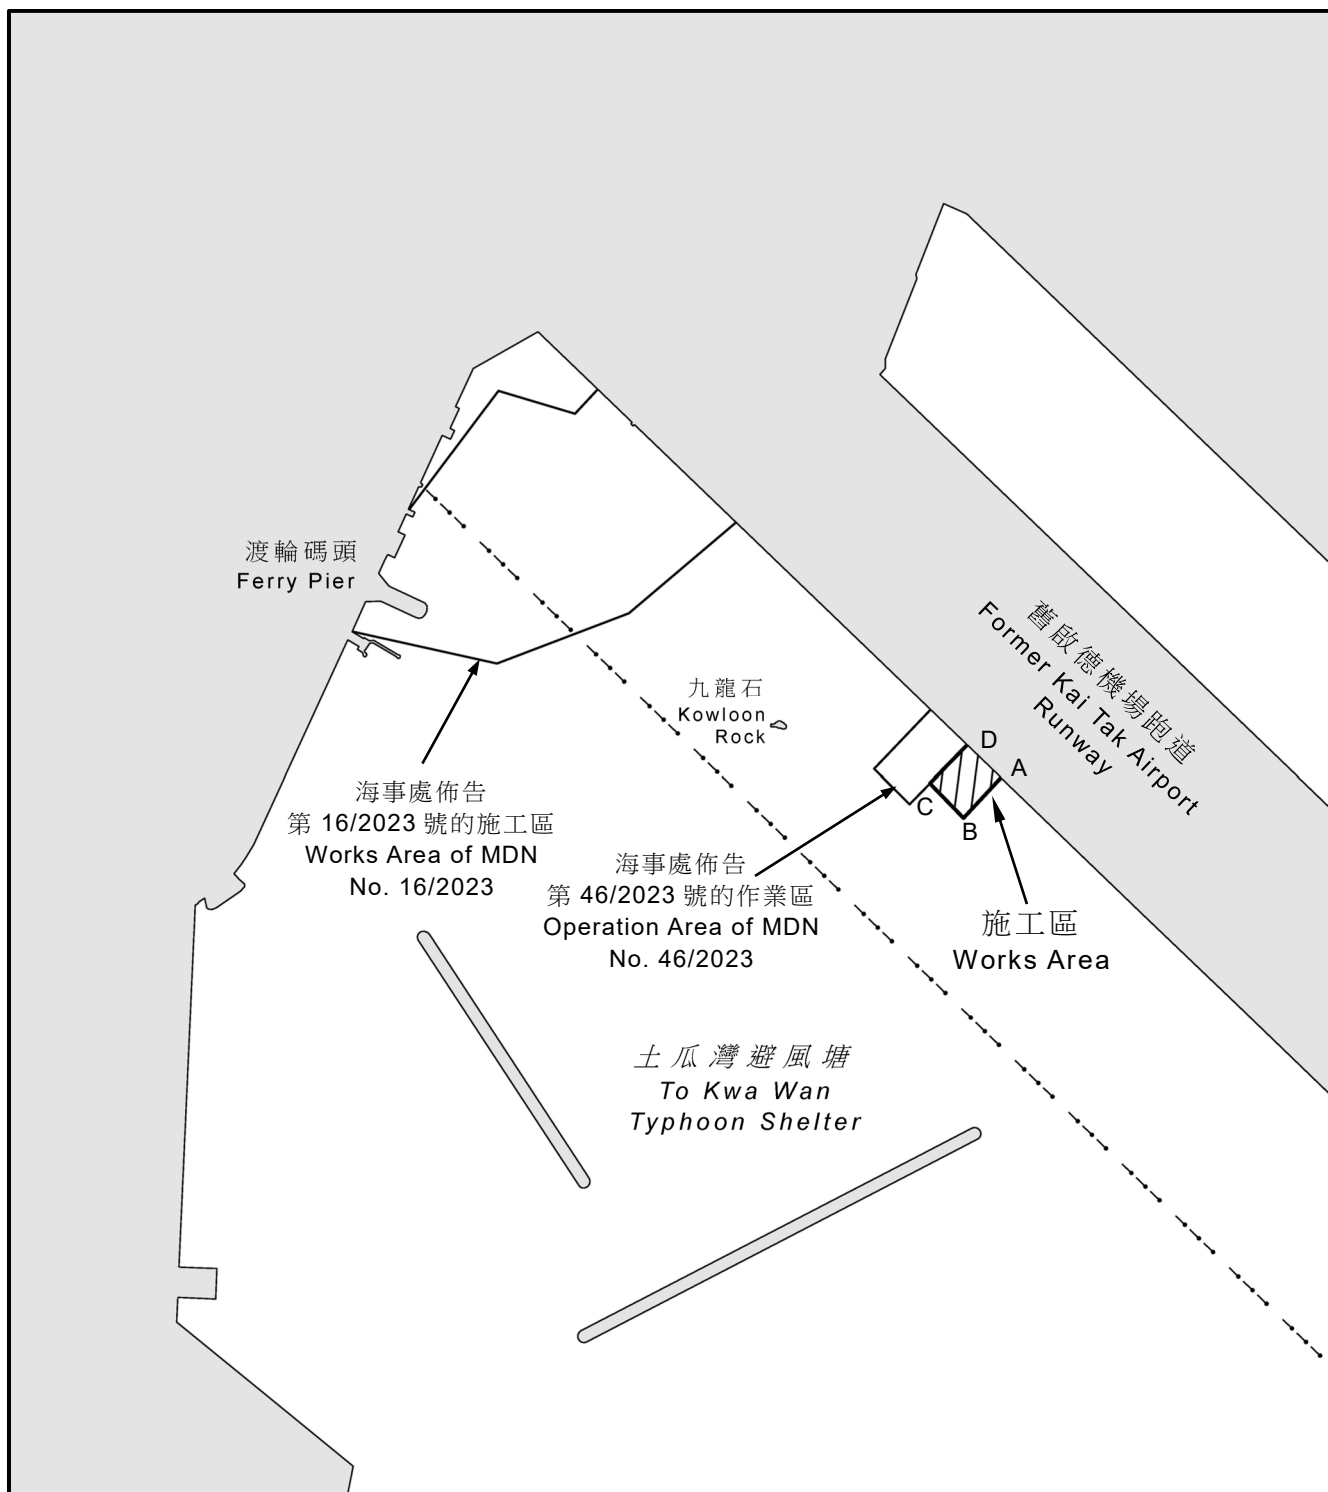 渡輪碼頭
Ferry Pier
舊啟德機場跑道
Former Kai Tak Airport
Runway
九龍石
Kowloon
Rock
D
A
C
B
海事處佈告
第 16/2023 號的施工區
Works Area of MDN
No. 16/2023
海事處佈告
第 46/2023 號的作業區
Operation Area of MDN
No. 46/2023
施工區
Works Area
土瓜灣避風塘
To Kwa Wan
Typhoon Shelter